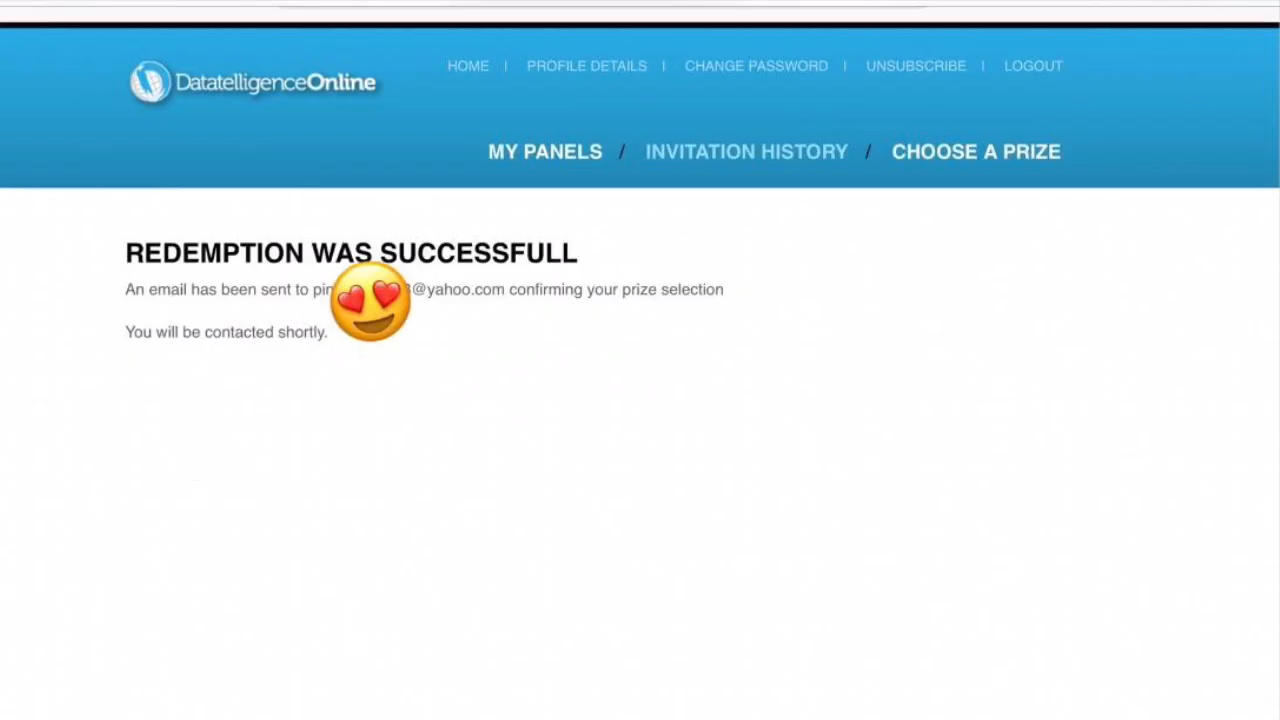 DatatelligenceOnline
HOME | PROFILE DETAILS | CHANGE PASSWORD | UNSUBSCRIBE | LOGOUT
MY PANELS / INVITATION HISTORY / CHOOSE A PRIZE
REDEMPTION WAS SUCCESSFULL
An email has been sent to @yahoo.com confirming your prize selection
You will be contacted shortly.